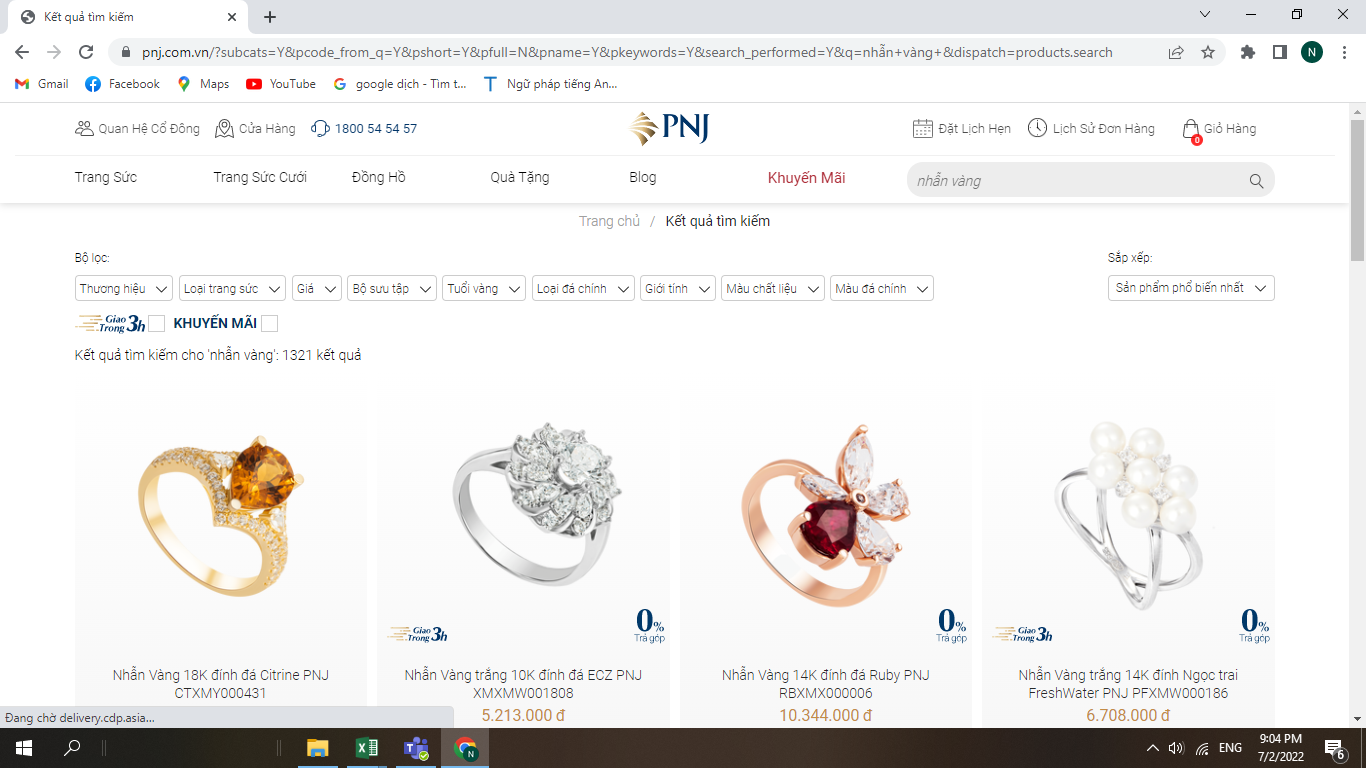 Kết quả tìm kiếm
pnj.com.vn/?subcats=Y&pcode_from_q=Y&pshort=Y&pfull=N&pname=Y&pkeywords=Y&search_performed=Y&q=nhẫn+vàng+&dispatch=products.search
N
Gmail Facebook Maps YouTube google dịch - Tìm t... Ngữ pháp tiếng An...
Quan Hệ Cổ Đông Cửa Hàng 1800 54 54 57 PNJ Đặt Lịch Hẹn Lịch Sử Đơn Hàng Giỏ Hàng
0
Trang Sức Trang Sức Cưới Đồng Hồ Quà Tặng Blog Khuyến Mãi nhẫn vàng
Trang chủ / Kết quả tìm kiếm
Bộ lọc: Sắp xếp:
Thương hiệu Loại trang sức Giá Bộ sưu tập Tuổi vàng Loại đá chính Giới tính Màu chất liệu Màu đá chính Sản phẩm phổ biến nhất
Giao Trong 3h KHUYẾN MÃI
Kết quả tìm kiếm cho 'nhẫn vàng': 1321 kết quả
Giao Trong 3h 0% Trả góp 0% Trả góp Giao Trong 3h 0% Trả góp
Nhẫn Vàng 18K đính đá Citrine PNJ Nhẫn Vàng trắng 10K đính đá ECZ PNJ Nhẫn Vàng 14K đính đá Ruby PNJ Nhẫn Vàng trắng 14K đính Ngọc trai
CTXMY000431 XMXMW001808 RBXMX000006 FreshWater PNJ PFXMW000186
5.213.000 đ 10.344.000 đ 6.708.000 đ
Đang chờ delivery.cdp.asia...
N ENG 9:04 PM
7/2/2022 6